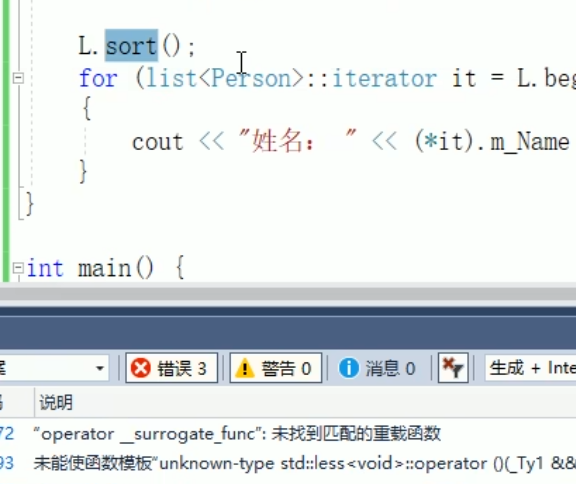 L.sort();
for (list<Person>::iterator it = L.beg
{
cout << "姓名： " << (*it).m_Name
}
}
int main() {
错误 3 警告 0 消息 0 生成 + Inte
说明
72 "operator __surrogate_func": 未找到匹配的重载函数
93 未能使函数模板"unknown-type std::less<void>::operator ()(_Ty1 &&